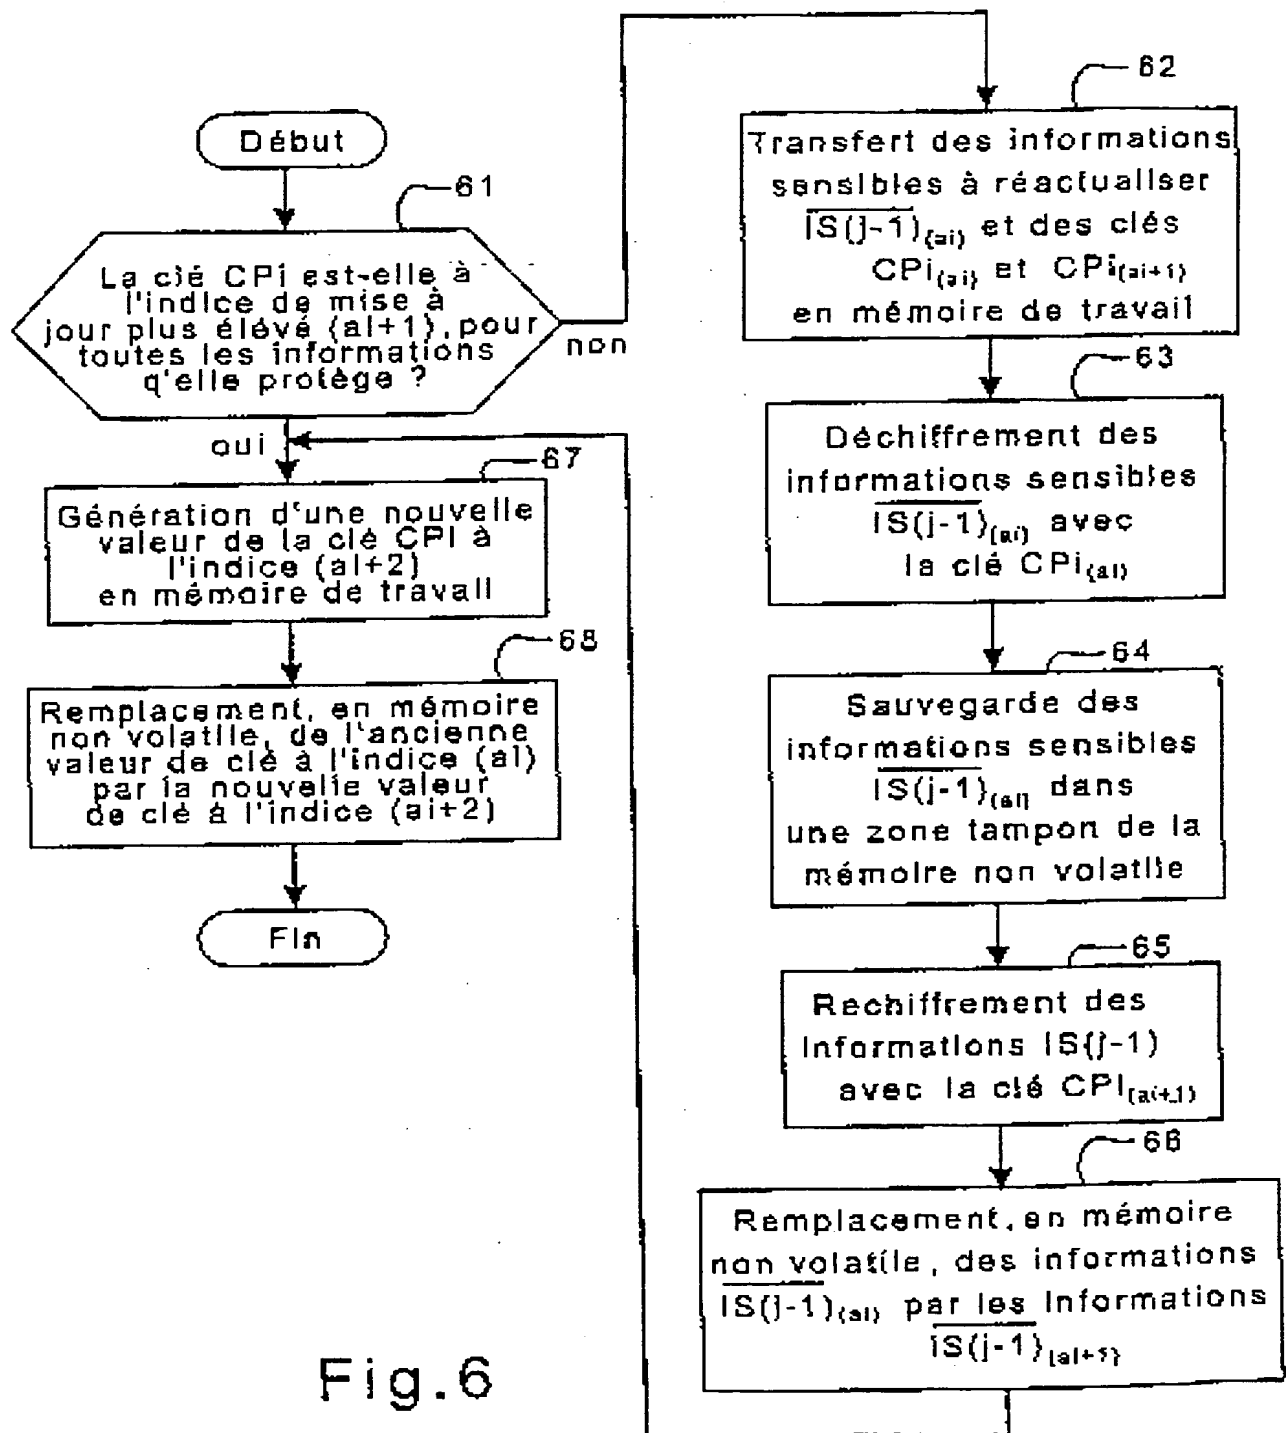 Début
61
La clé CPi est-elle à
l'indice de mise à
jour plus élévé (ai+1), pour
toutes les informations
qu'elle protège ?
non
oui
67
Génération d'une nouvelle
valeur de la clé CPi à
l'indice (ai+2)
en mémoire de travail
68
Remplacement, en mémoire
non volatile, de l'ancienne
valeur de clé à l'indice (ai)
par la nouvelle valeur
de clé à l'indice (ai+2)
Fin
62
Transfert des informations
sensibles à réactualiser
IS(j-1)(ai) et des clés
CPi(ai) et CPi(ai+1)
en mémoire de travail
63
Déchiffrement des
informations sensibles
IS(j-1)(ai) avec
la clé CPi(ai)
64
Sauvegarde des
informations sensibles
IS(j-1)(ai) dans
une zone tampon de la
mémoire non volatile
65
Rechiffrement des
informations IS(j-1)
avec la clé CPi(ai+1)
66
Remplacement, en mémoire
non volatile, des informations
IS(j-1)(ai) par les informations
IS(j-1)(ai+1)
Fig.6